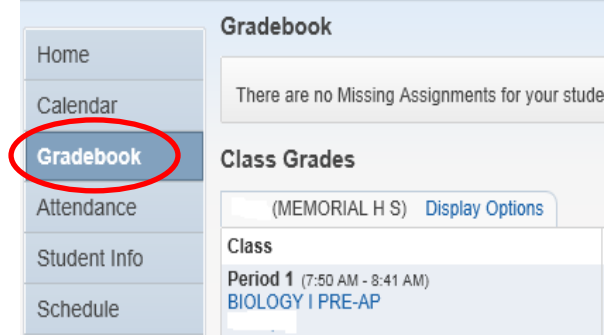 Home
Calendar
Gradebook
Attendance
Student Info
Schedule
Gradebook
There are no Missing Assignments for your stude
Class Grades
(MEMORIAL H S) Display Options
Class
Period 1 (7:50 AM - 8:41 AM)
BIOLOGY I PRE-AP